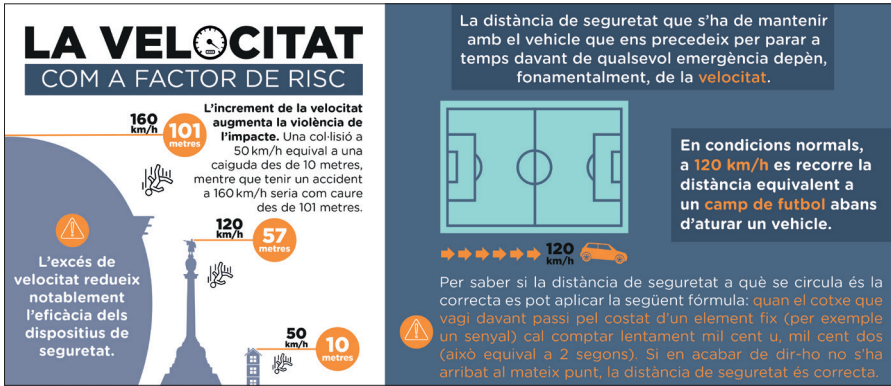 LA VELOCITAT
COM A FACTOR DE RISC
L'increment de la velocitat
augmenta la violència de
l'impacte. Una col·lisió a
50 km/h equival a una
caiguda des de 10 metres,
mentre que tenir un accident
a 160 km/h seria com caure
des de 101 metres.
160
km/h
101
metres
120
km/h
57
metres
50
km/h
10
metres
L'excés de
velocitat redueix
notablement
l'eficàcia dels
dispositius de
seguretat.
La distància de seguretat que s'ha de mantenir
amb el vehicle que ens precedeix per parar a
temps davant de qualsevol emergència depèn,
fonamentalment, de la velocitat.
En condicions normals,
a 120 km/h es recorre la
distància equivalent a
un camp de futbol abans
d'aturar un vehicle.
120
km/h
Per saber si la distància de seguretat a què se circula és la
correcta es pot aplicar la següent fórmula: quan el cotxe que
vagi davant passi pel costat d'un element fix (per exemple
un senyal) cal comptar lentament mil cent u, mil cent dos
(això equival a 2 segons). Si en acabar de dir-ho no s'ha
arribat al mateix punt, la distància de seguretat és correcta.